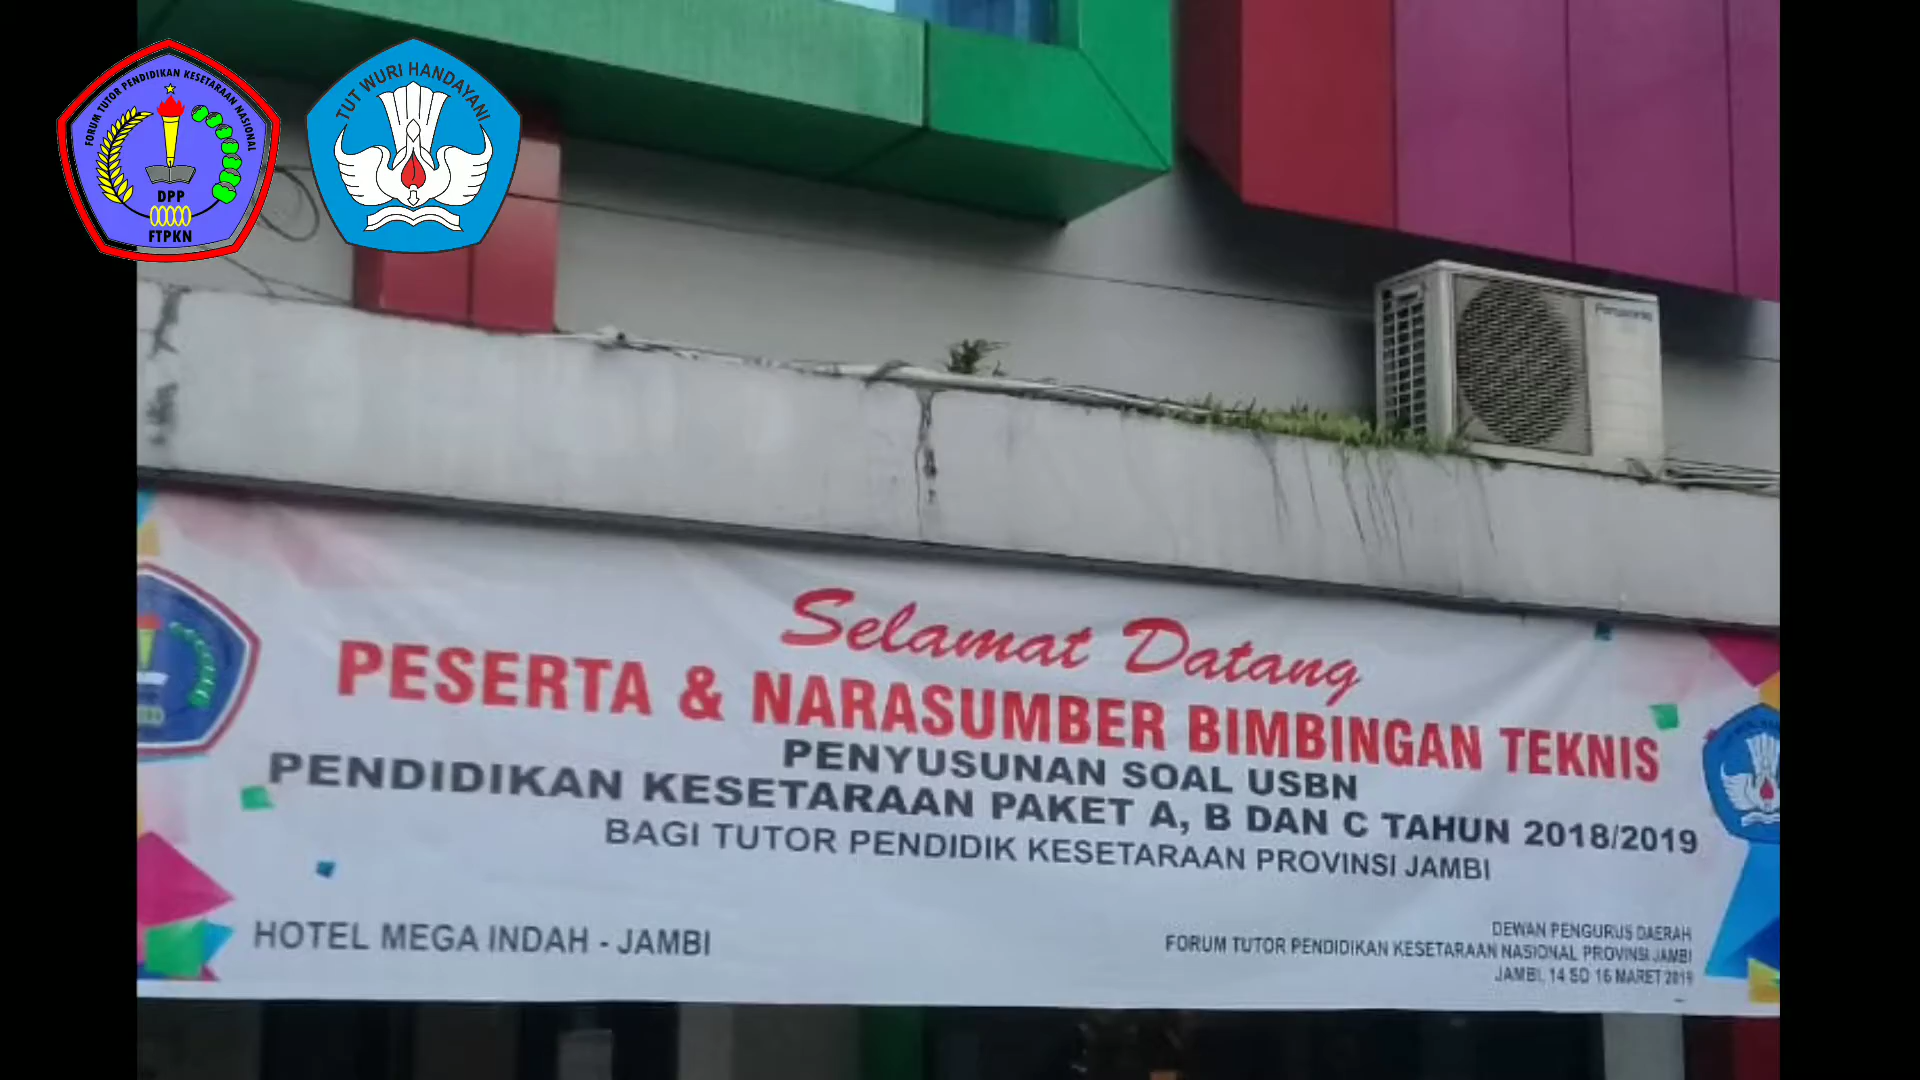 FORUM TUTOR PENDIDIKAN KESETARAAN NASIONAL
DPP
FTPKN
TUT WURI HANDAYANI
Panasonic
Selamat Datang
PESERTA & NARASUMBER BIMBINGAN TEKNIS
PENYUSUNAN SOAL USBN
PENDIDIKAN KESETARAAN PAKET A, B DAN C TAHUN 2018/2019
BAGI TUTOR PENDIDIK KESETARAAN PROVINSI JAMBI
HOTEL MEGA INDAH - JAMBI
DEWAN PENGURUS DAERAH
FORUM TUTOR PENDIDIKAN KESETARAAN NASIONAL PROVINSI JAMBI
JAMBI, 14 SD 16 MARET 2019